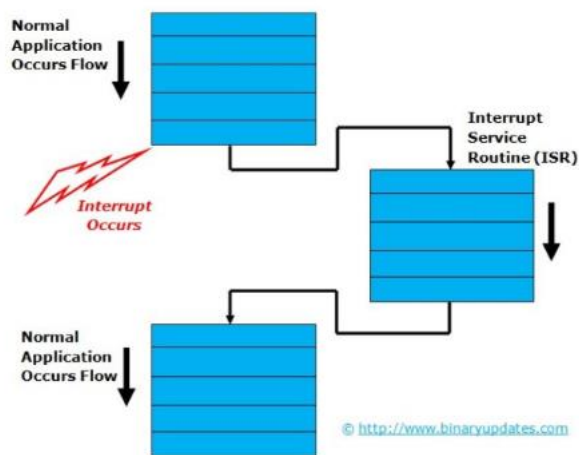 Normal
Application
Occurs Flow
Interrupt
Service
Routine (ISR)
Interrupt
Occurs
Normal
Application
Occurs Flow
© http://www.binaryupdates.com